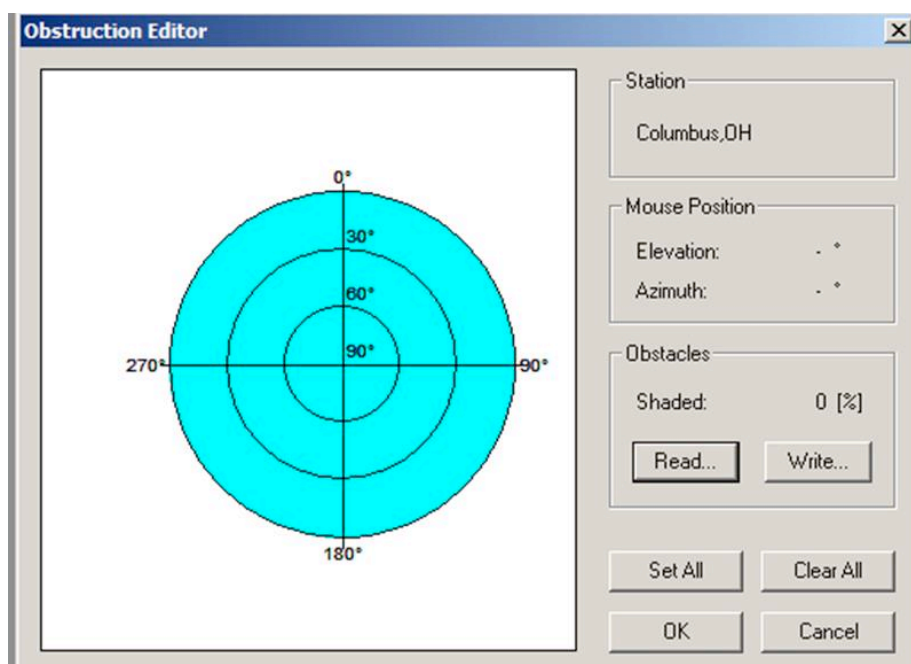 Obstruction Editor
0°
30°
60°
90°
270°
90°
180°
Station
Columbus,OH
Mouse Position
Elevation: - °
Azimuth: - °
Obstacles
Shaded: 0 [%]
Read... Write...
Set All Clear All
OK Cancel